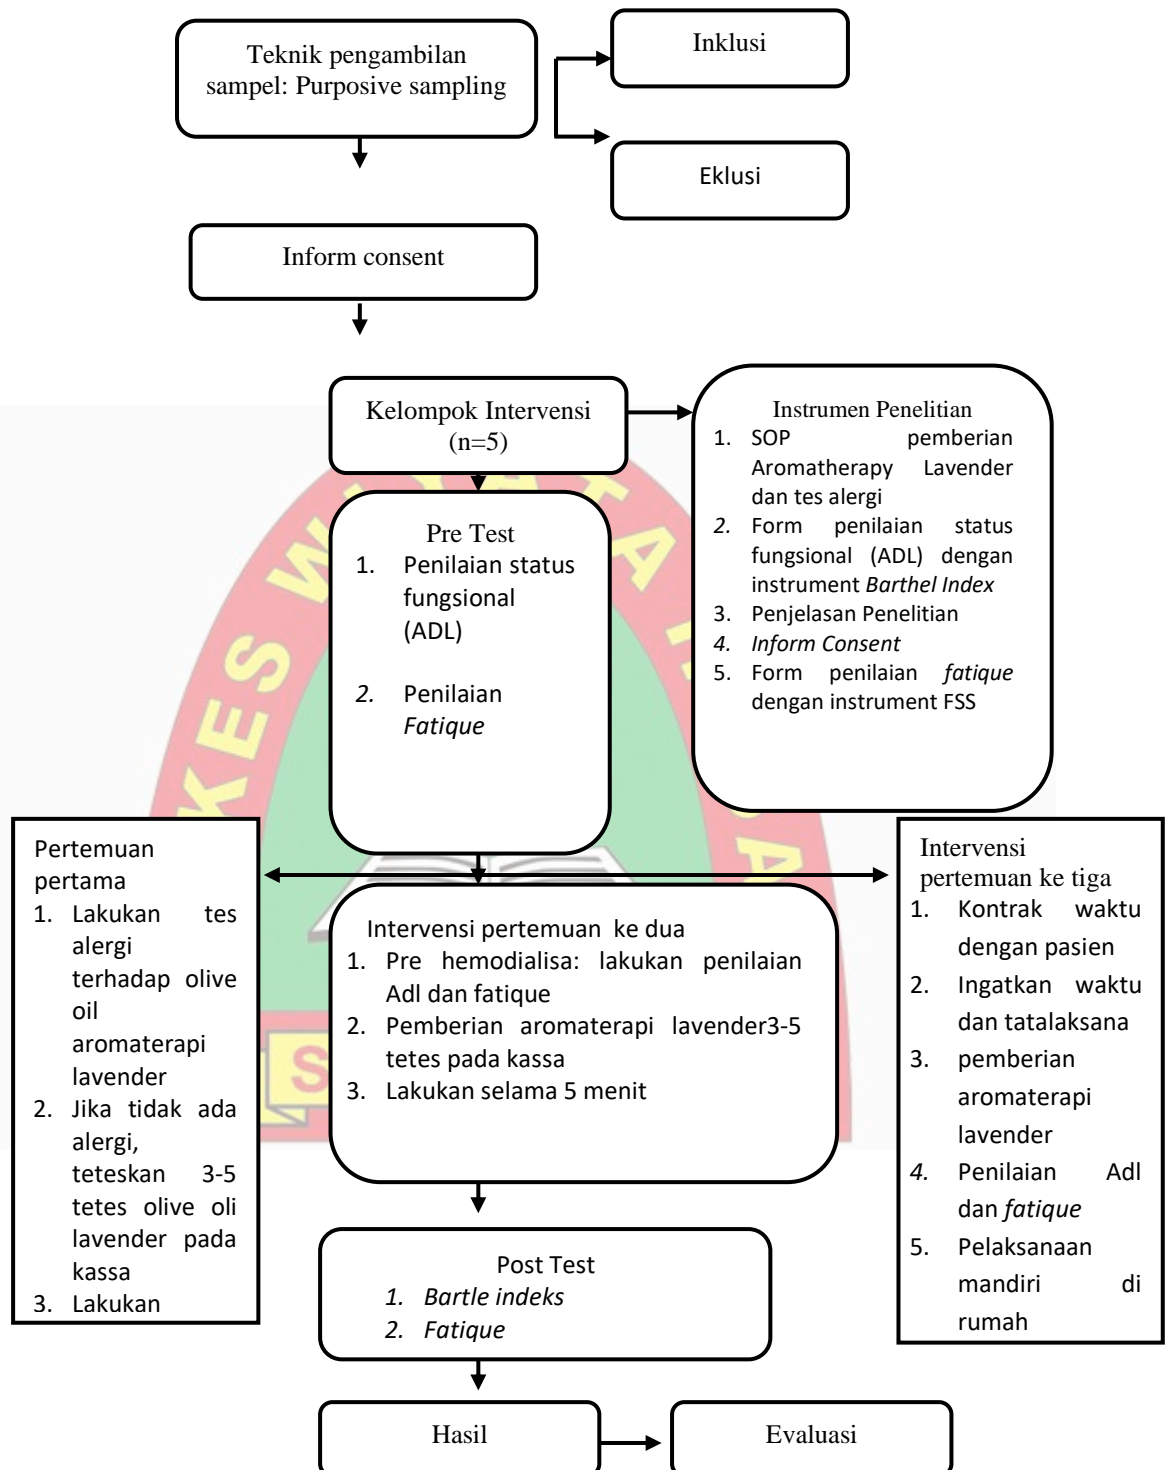 Teknik pengambilan
sampel: Purposive sampling
Inklusi
Eklusi
Inform consent
Kelompok Intervensi
(n=5)
Instrumen Penelitian
1. SOP pemberian
Aromatherapy Lavender
dan tes alergi
2. Form penilaian status
fungsional (ADL) dengan
instrument Barthel Index
3. Penjelasan Penelitian
4. Inform Consent
5. Form penilaian fatique
dengan instrument FSS
Pre Test
1. Penilaian status
fungsional
(ADL)
2. Penilaian
Fatique
Pertemuan
pertama
1. Lakukan tes
alergi
terhadap olive
oil
aromaterapi
lavender
2. Jika tidak ada
alergi,
teteskan 3-5
tetes olive oli
lavender pada
kassa
3. Lakukan
Intervensi pertemuan ke dua
1. Pre hemodialisa: lakukan penilaian
Adl dan fatique
2. Pemberian aromaterapi lavender3-5
tetes pada kassa
3. Lakukan selama 5 menit
Intervensi
pertemuan ke tiga
1. Kontrak waktu
dengan pasien
2. Ingatkan waktu
dan tatalaksana
3. pemberian
aromaterapi
lavender
4. Penilaian Adl
dan fatique
5. Pelaksanaan
mandiri di
rumah
Post Test
1. Bartle indeks
2. Fatique
Hasil
Evaluasi